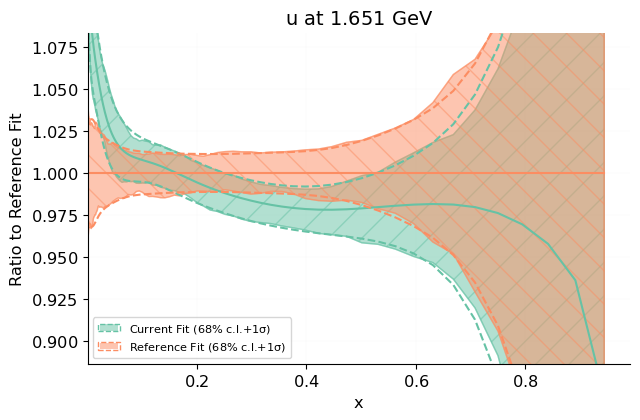 u at 1.651 GeV
Ratio to Reference Fit
1.075
1.050
1.025
1.000
0.975
0.950
0.925
0.900
Current Fit (68% c.l.+1σ)
Reference Fit (68% c.l.+1σ)
0.2 0.4 0.6 0.8
x